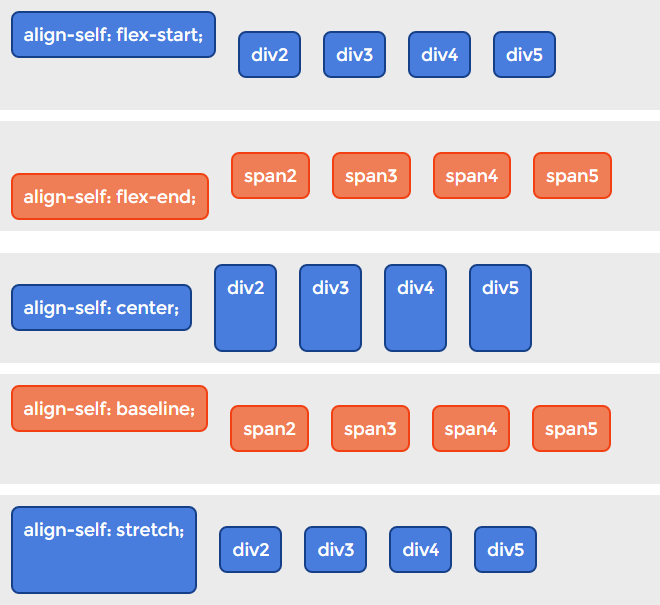 align-self: flex-start; div2 div3 div4 div5
align-self: flex-end; span2 span3 span4 span5
align-self: center; div2 div3 div4 div5
align-self: baseline; span2 span3 span4 span5
align-self: stretch; div2 div3 div4 div5